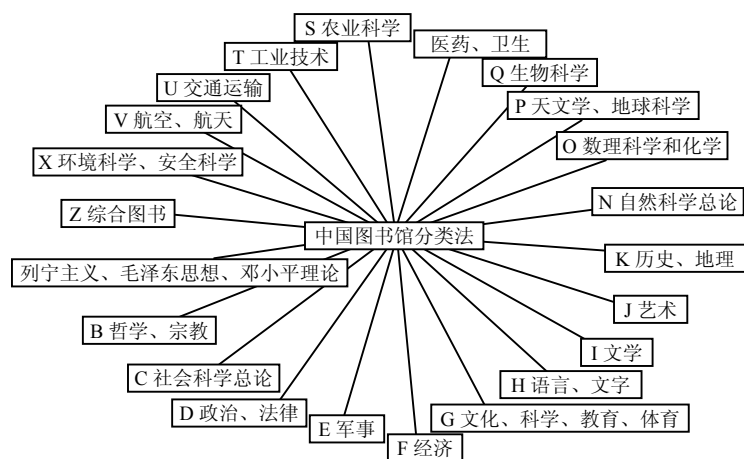 S 农业科学
医药、卫生
T 工业技术
Q 生物科学
U 交通运输
P 天文学、地球科学
V 航空、航天
O 数理科学和化学
X 环境科学、安全科学
N 自然科学总论
Z 综合图书
中国图书馆分类法
K 历史、地理
列宁主义、毛泽东思想、邓小平理论
J 艺术
B 哲学、宗教
I 文学
C 社会科学总论
H 语言、文字
D 政治、法律
G 文化、科学、教育、体育
E 军事
F 经济